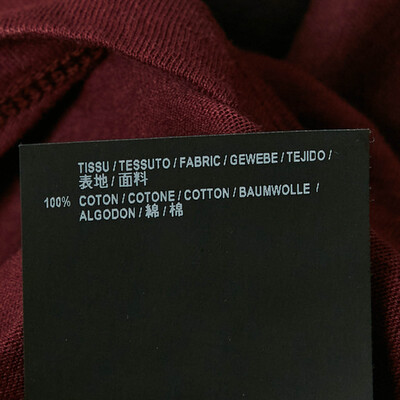 TISSU / TESSUTO / FABRIC / GEWEBE / TEJIDO /
表地 / 面料
100% COTON / COTONE / COTTON / BAUMWOLLE /
ALGODON / 綿 / 棉